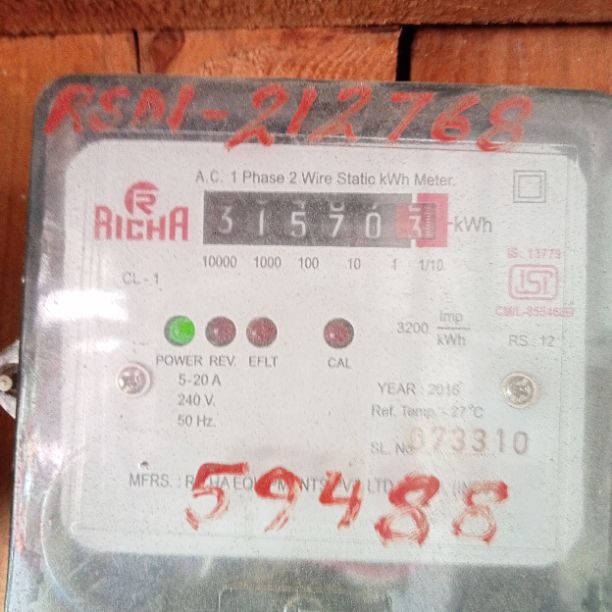 RSD1-212768
A.C. 1 Phase 2 Wire Static kWh Meter.
RICHA
315703 kWh
10000 1000 100 10 1 1/10
CL - 1
IS : 13779
ISI
3200 Imp/kWh
RS : 12
POWER REV. EFLT CAL
5-20 A
240 V.
50 Hz.
YEAR : 2016
Ref. Temp. - 27°C
SL. No 073310
MFRS. :
59488